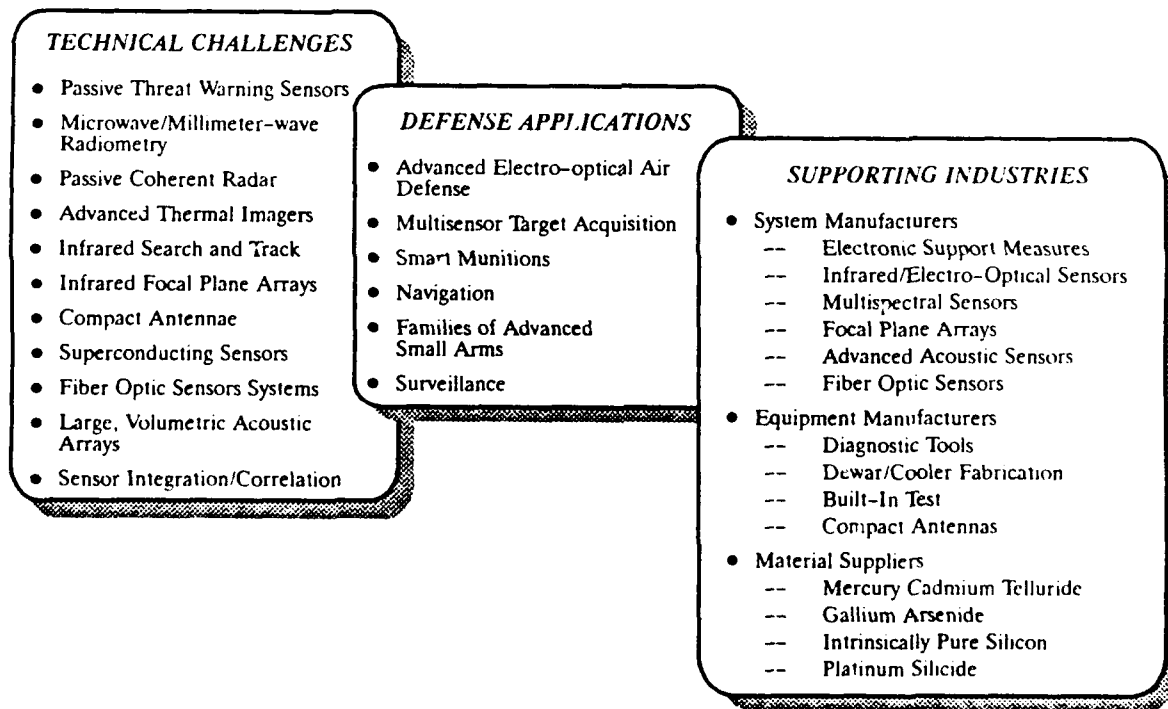 TECHNICAL CHALLENGES
● Passive Threat Warning Sensors
● Microwave/Millimeter-wave
Radiometry
● Passive Coherent Radar
● Advanced Thermal Imagers
● Infrared Search and Track
● Infrared Focal Plane Arrays
● Compact Antennae
● Superconducting Sensors
● Fiber Optic Sensors Systems
● Large, Volumetric Acoustic
Arrays
● Sensor Integration/Correlation
DEFENSE APPLICATIONS
● Advanced Electro-optical Air
Defense
● Multisensor Target Acquisition
● Smart Munitions
● Navigation
● Families of Advanced
Small Arms
● Surveillance
SUPPORTING INDUSTRIES
● System Manufacturers
-- Electronic Support Measures
-- Infrared/Electro-Optical Sensors
-- Multispectral Sensors
-- Focal Plane Arrays
-- Advanced Acoustic Sensors
-- Fiber Optic Sensors
● Equipment Manufacturers
-- Diagnostic Tools
-- Dewar/Cooler Fabrication
-- Built-In Test
-- Compact Antennas
● Material Suppliers
-- Mercury Cadmium Telluride
-- Gallium Arsenide
-- Intrinsically Pure Silicon
-- Platinum Silicide